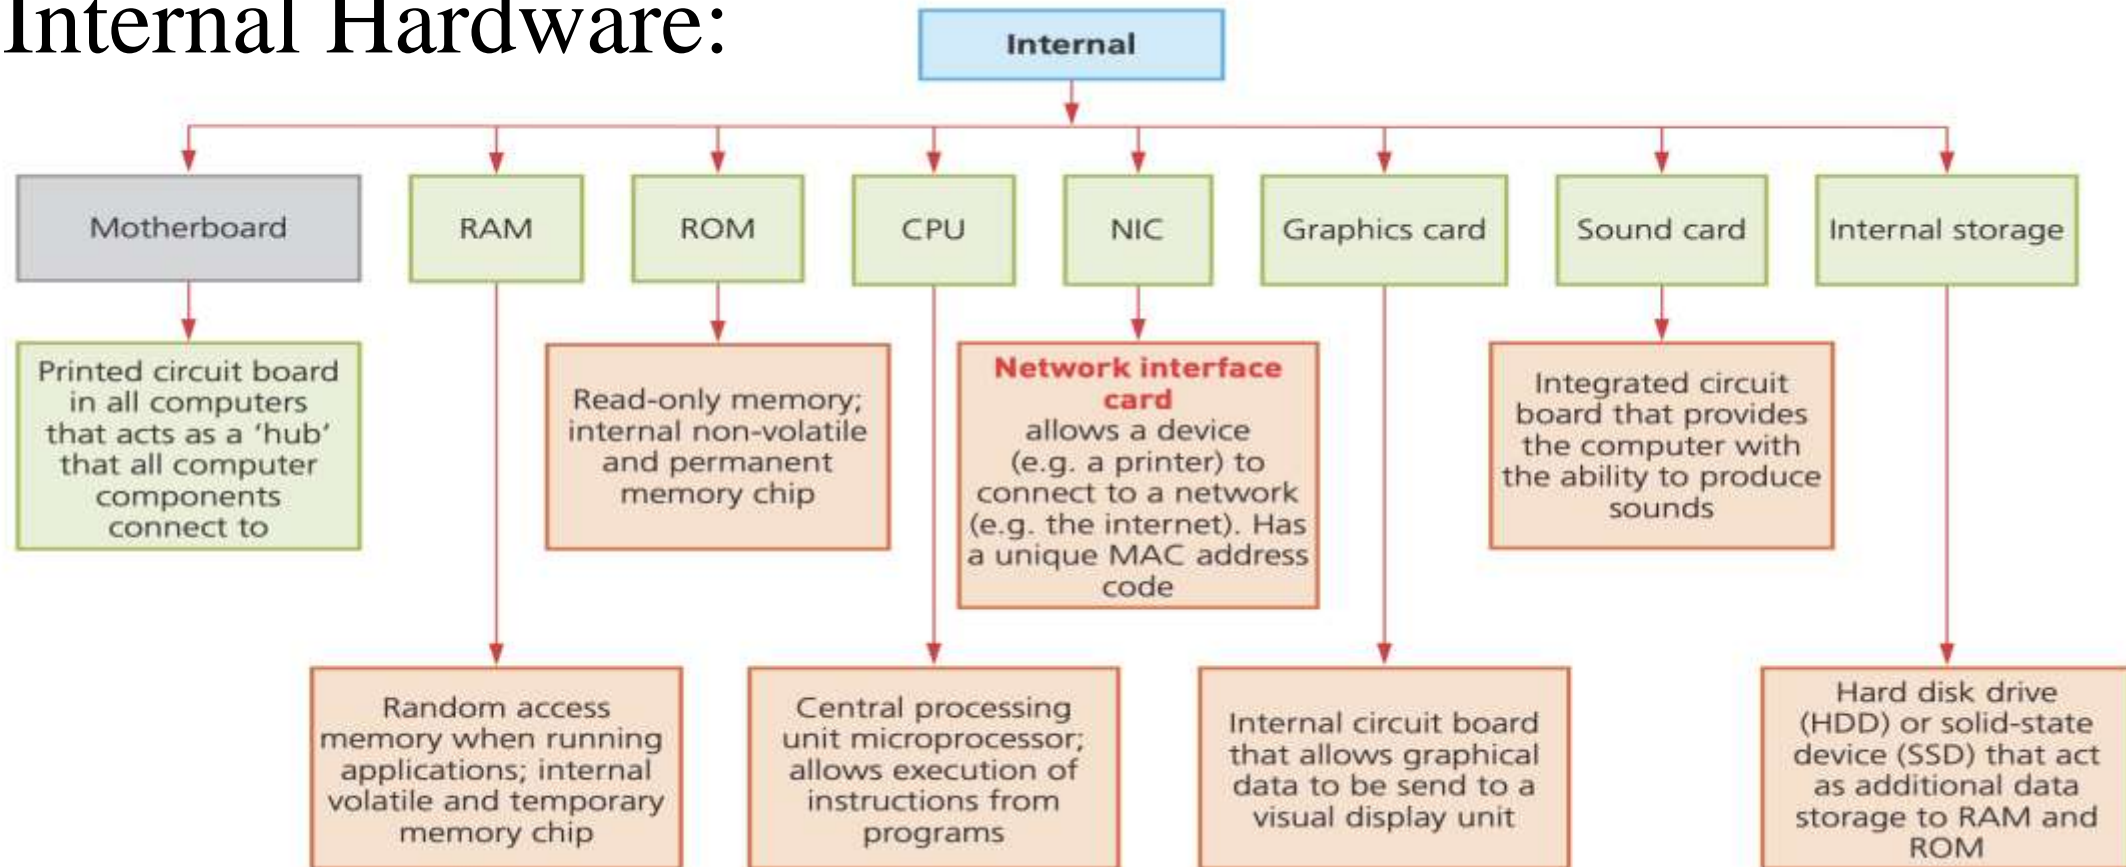 Internal Hardware:
Internal
Motherboard
RAM
ROM
CPU
NIC
Graphics card
Sound card
Internal storage
Printed circuit board
in all computers
that acts as a ‘hub’
that all computer
components
connect to
Read-only memory;
internal non-volatile
and permanent
memory chip
Network interface
card
allows a device
(e.g. a printer) to
connect to a network
(e.g. the internet). Has
a unique MAC address
code
Integrated circuit
board that provides
the computer with
the ability to produce
sounds
Random access
memory when running
applications; internal
volatile and temporary
memory chip
Central processing
unit microprocessor;
allows execution of
instructions from
programs
Internal circuit board
that allows graphical
data to be send to a
visual display unit
Hard disk drive
(HDD) or solid-state
device (SSD) that act
as additional data
storage to RAM and
ROM